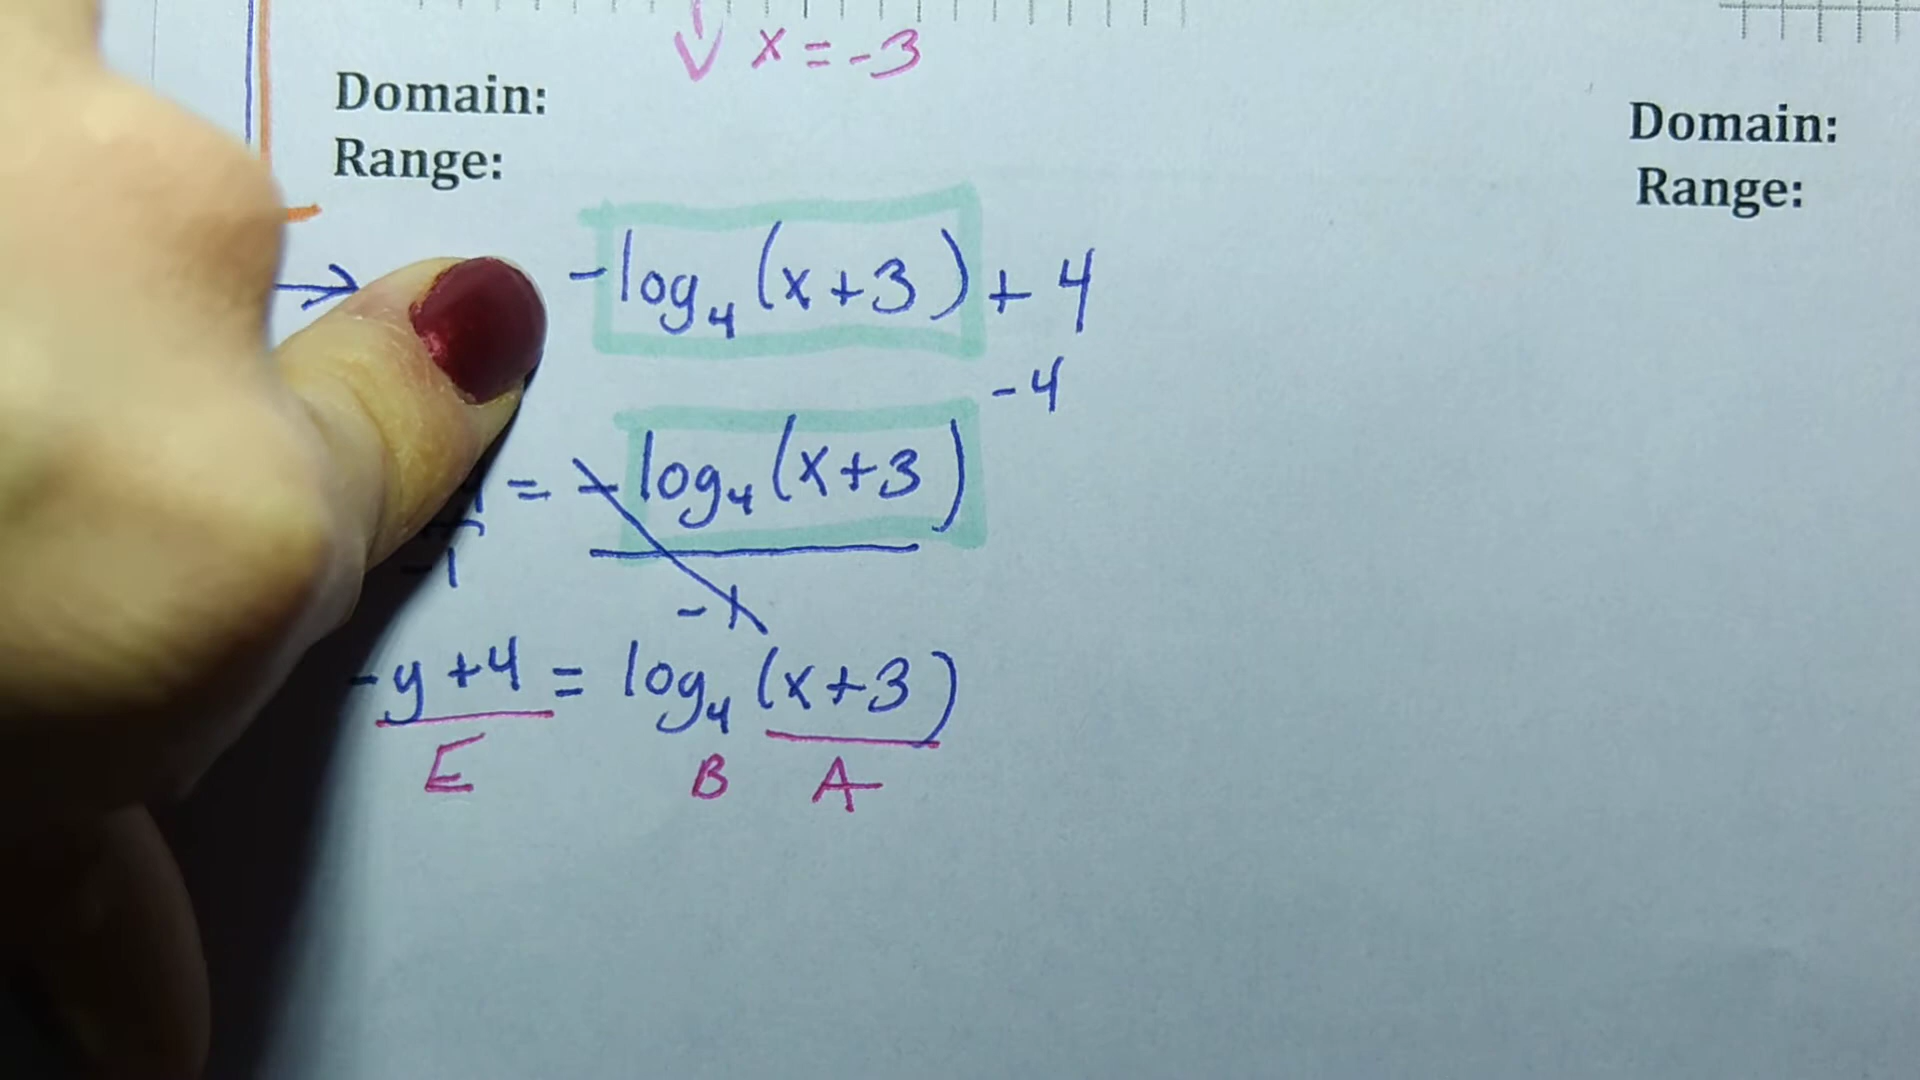 x = -3
Domain:
Range:
Domain:
Range:
-log₄(x+3) + 4
-4
= -log₄(x+3)
-1
-1
-y+4 = log₄(x+3)
E B A